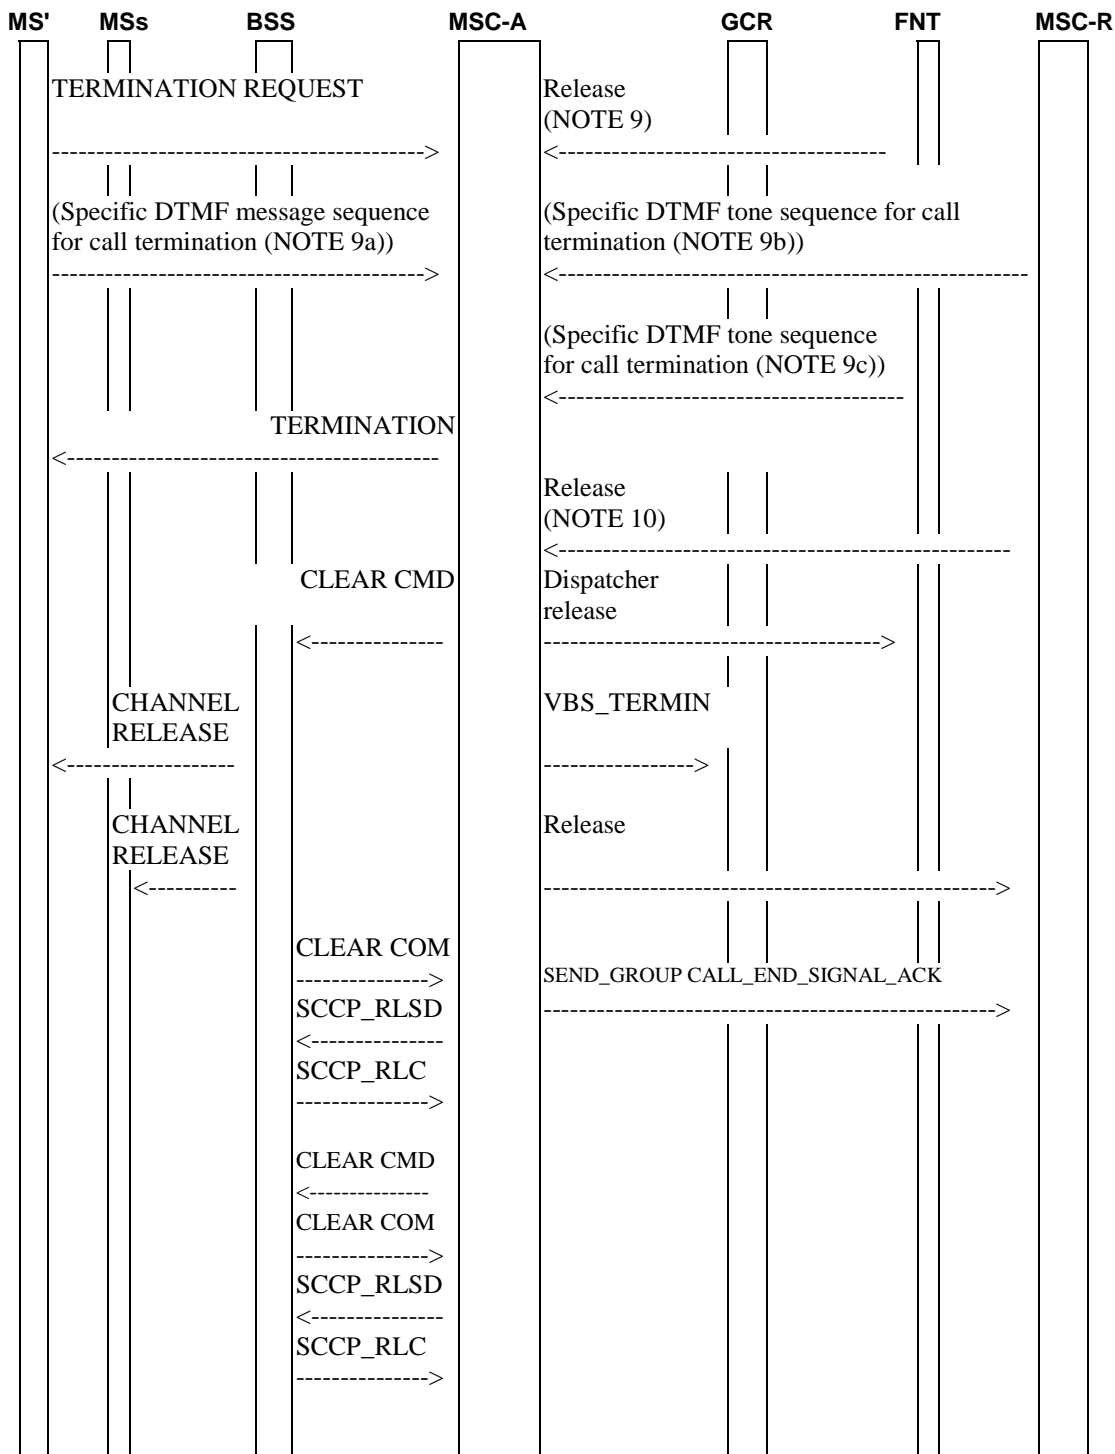 MS' MSs BSS MSC-A GCR FNT MSC-R
TERMINATION REQUEST
Release
(NOTE 9)
(Specific DTMF message sequence
for call termination (NOTE 9a))
(Specific DTMF tone sequence for call
termination (NOTE 9b))
(Specific DTMF tone sequence
for call termination (NOTE 9c))
TERMINATION
Release
(NOTE 10)
CLEAR CMD
Dispatcher
release
CHANNEL
RELEASE
VBS_TERMIN
CHANNEL
RELEASE
Release
CLEAR COM
SEND_GROUP CALL_END_SIGNAL_ACK
SCCP_RLSD
SCCP_RLC
CLEAR CMD
CLEAR COM
SCCP_RLSD
SCCP_RLC